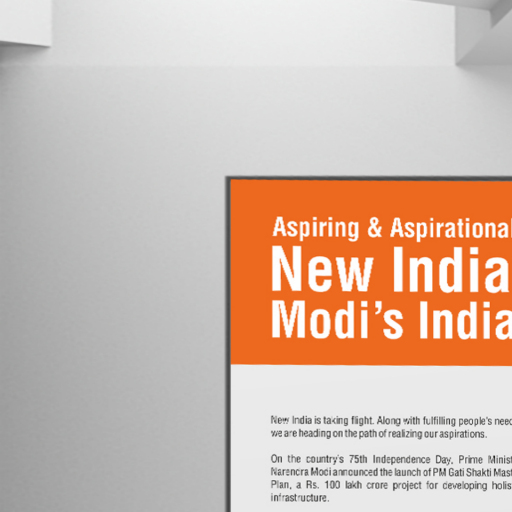 Aspiring & Aspirational
New India
Modi's India
New India is taking flight. Along with fulfilling people's need
we are heading on the path of realizing our aspirations.
On the country's 75th Independence Day, Prime Minist
Narendra Modi announced the launch of PM Gati Shakti Mast
Plan, a Rs. 100 lakh crore project for developing holis
infrastructure.